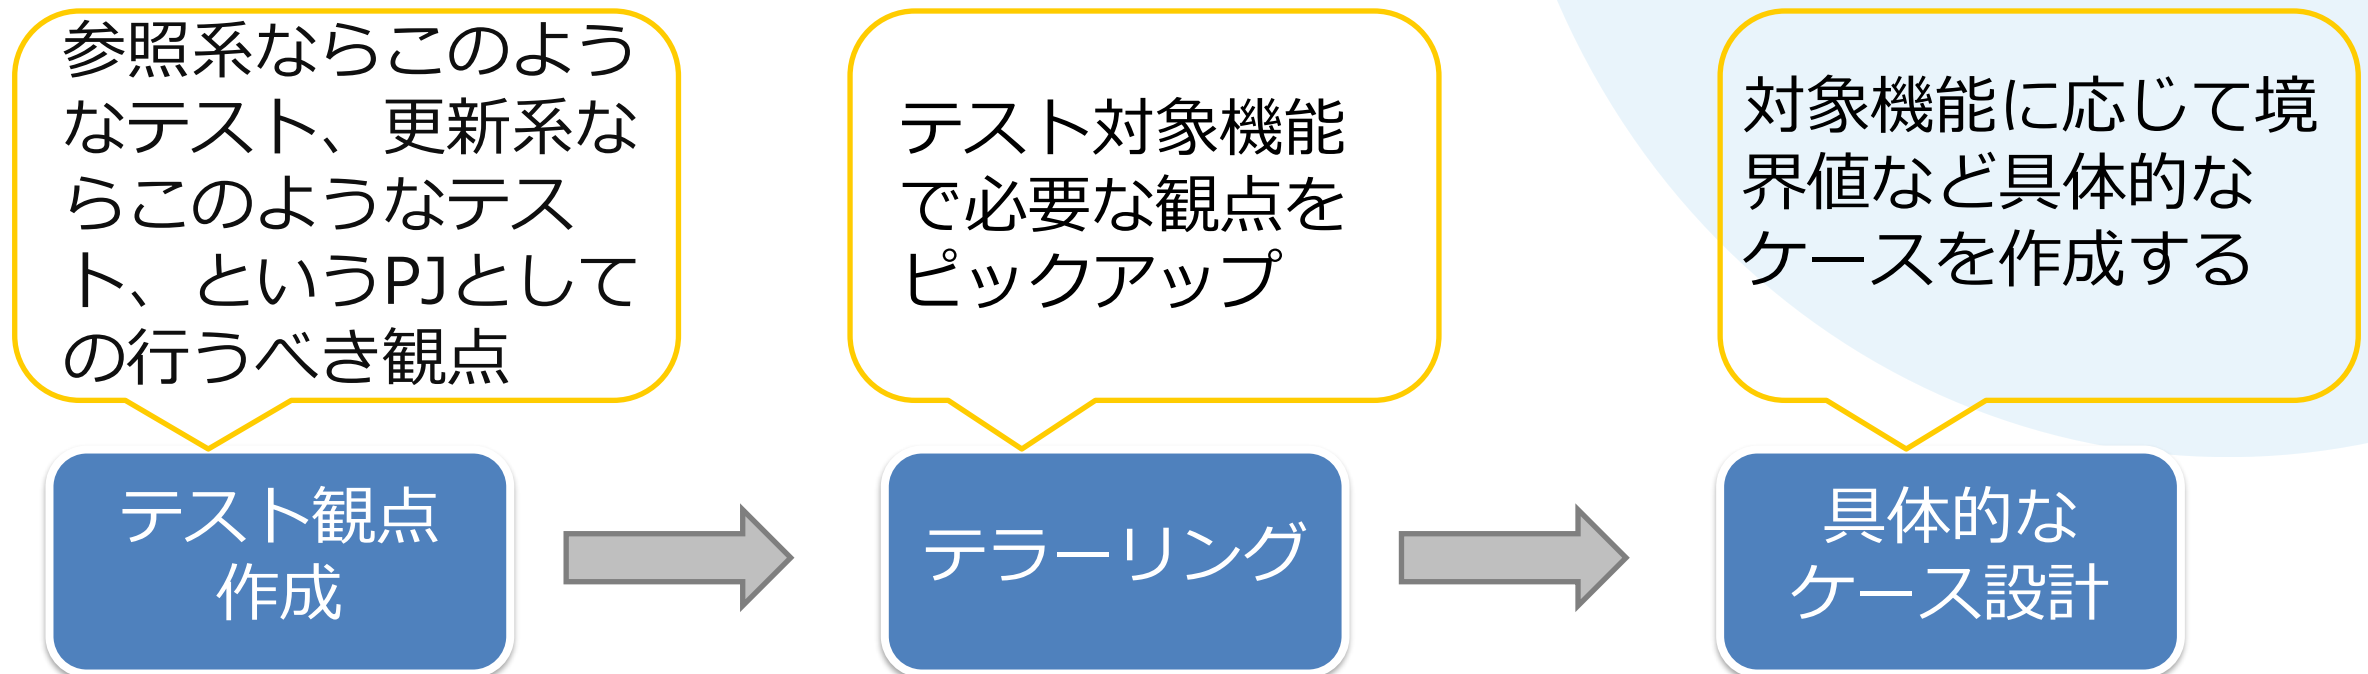 参照系ならこのよう
なテスト、更新系な
らこのようなテス
ト、というPJとして
の行うべき観点
テスト対象機能
で必要な観点を
ピックアップ
対象機能に応じて境
界値など具体的な
ケースを作成する
テスト観点
作成
テラーリング
具体的な
ケース設計